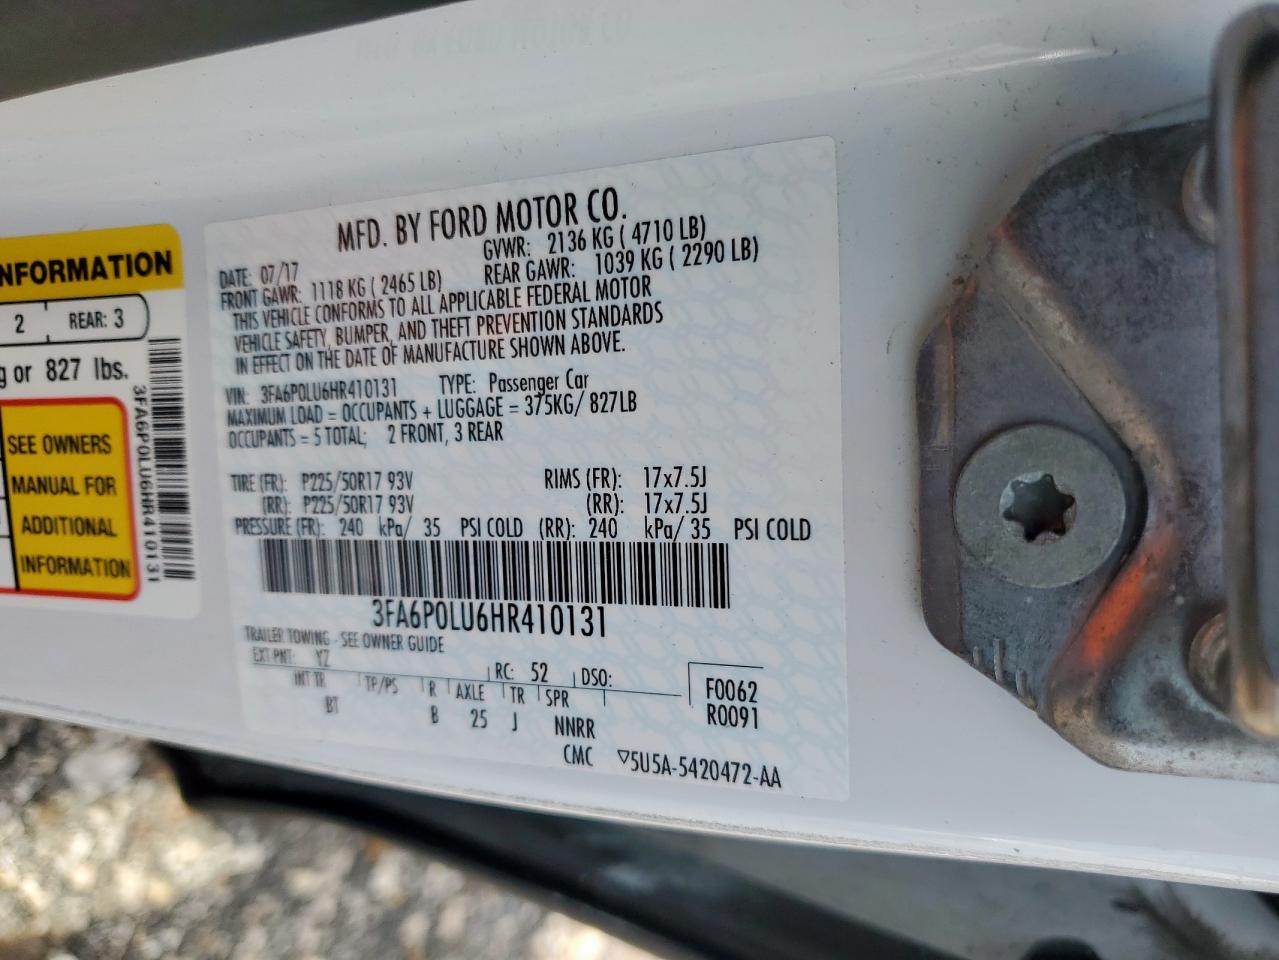 NFORMATION
2 REAR: 3
g or 827 lbs.
SEE OWNERS
MANUAL FOR
ADDITIONAL
INFORMATION
3FA6P0LU6HR410131
MFD. BY FORD MOTOR CO.
DATE: 07/17 GVWR: 2136 KG ( 4710 LB)
FRONT GAWR: 1118 KG ( 2465 LB) REAR GAWR: 1039 KG ( 2290 LB)
THIS VEHICLE CONFORMS TO ALL APPLICABLE FEDERAL MOTOR
VEHICLE SAFETY, BUMPER, AND THEFT PREVENTION STANDARDS
IN EFFECT ON THE DATE OF MANUFACTURE SHOWN ABOVE.
VIN: 3FA6P0LU6HR410131 TYPE: Passenger Car
MAXIMUM LOAD = OCCUPANTS + LUGGAGE = 375KG/ 827LB
OCCUPANTS = 5 TOTAL; 2 FRONT, 3 REAR
TIRE (FR): P225/50R17 93V RIMS (FR): 17x7.5J
(RR): P225/50R17 93V (RR): 17x7.5J
PRESSURE (FR): 240 kPa/ 35 PSI COLD (RR): 240 kPa/ 35 PSI COLD
3FA6P0LU6HR410131
TRAILER TOWING - SEE OWNER GUIDE
EXT PNT: YZ RC: 52 DSO: F0062
INT TR TP/PS R AXLE TR SPR R0091
BT B 25 J NNRR
CMC ▽5U5A-5420472-AA